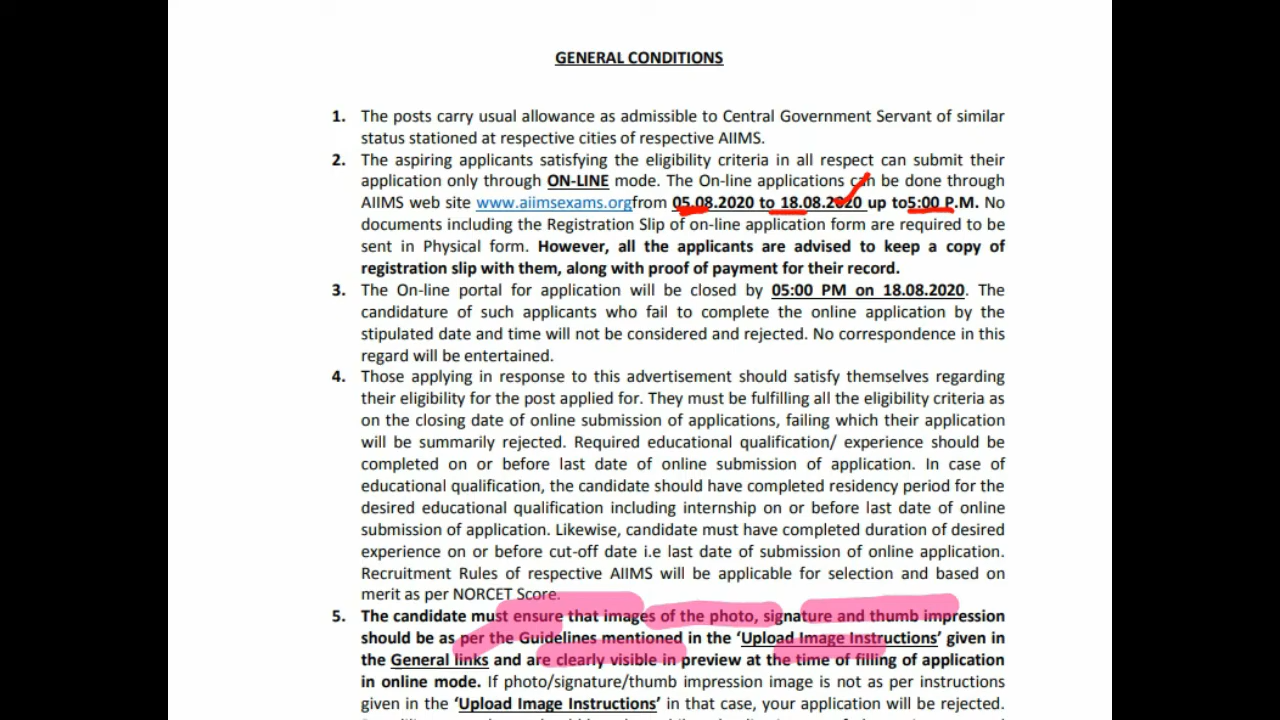 GENERAL CONDITIONS
1. The posts carry usual allowance as admissible to Central Government Servant of similar
status stationed at respective cities of respective AIIMS.
2. The aspiring applicants satisfying the eligibility criteria in all respect can submit their
application only through ON-LINE mode. The On-line applications can be done through
AIIMS web site www.aiimsexams.orgfrom 05.08.2020 to 18.08.2020 up to5:00 P.M. No
documents including the Registration Slip of on-line application form are required to be
sent in Physical form. However, all the applicants are advised to keep a copy of
registration slip with them, along with proof of payment for their record.
3. The On-line portal for application will be closed by 05:00 PM on 18.08.2020. The
candidature of such applicants who fail to complete the online application by the
stipulated date and time will not be considered and rejected. No correspondence in this
regard will be entertained.
4. Those applying in response to this advertisement should satisfy themselves regarding
their eligibility for the post applied for. They must be fulfilling all the eligibility criteria as
on the closing date of online submission of applications, failing which their application
will be summarily rejected. Required educational qualification/ experience should be
completed on or before last date of online submission of application. In case of
educational qualification, the candidate should have completed residency period for the
desired educational qualification including internship on or before last date of online
submission of application. Likewise, candidate must have completed duration of desired
experience on or before cut-off date i.e last date of submission of online application.
Recruitment Rules of respective AIIMS will be applicable for selection and based on
merit as per NORCET Score.
5. The candidate must ensure that images of the photo, signature and thumb impression
should be as per the Guidelines mentioned in the ‘Upload Image Instructions’ given in
the General links and are clearly visible in preview at the time of filling of application
in online mode. If photo/signature/thumb impression image is not as per instructions
given in the ‘Upload Image Instructions’ in that case, your application will be rejected.